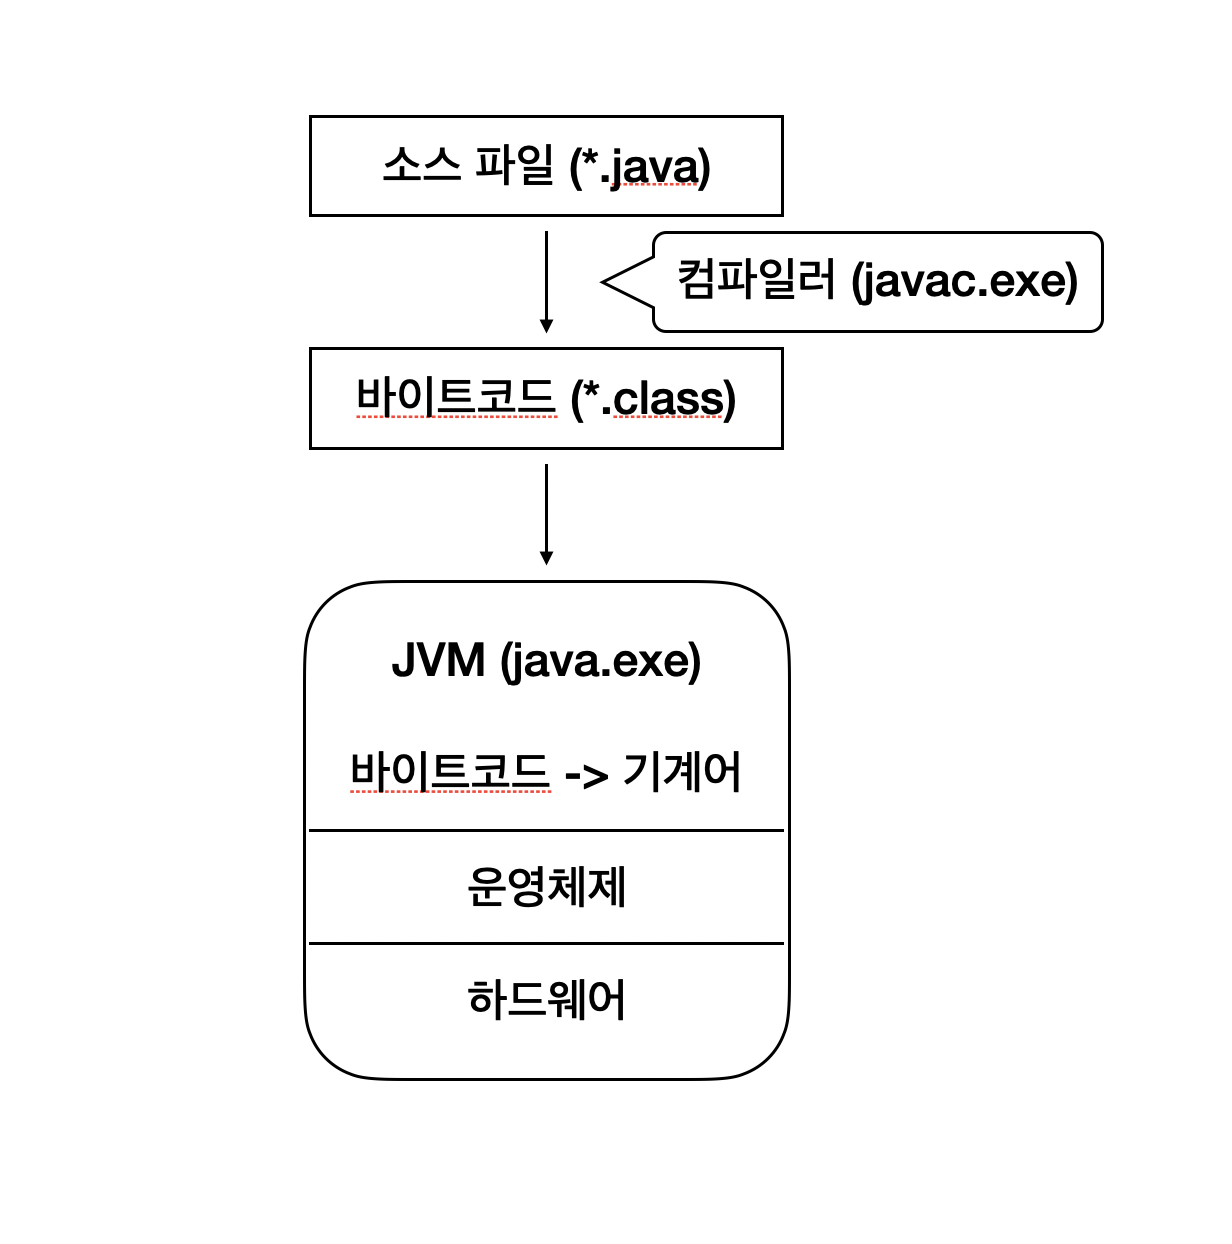 소스 파일 (*.java)
컴파일러 (javac.exe)
바이트코드 (*.class)
JVM (java.exe)
바이트코드 -> 기계어
운영체제
하드웨어